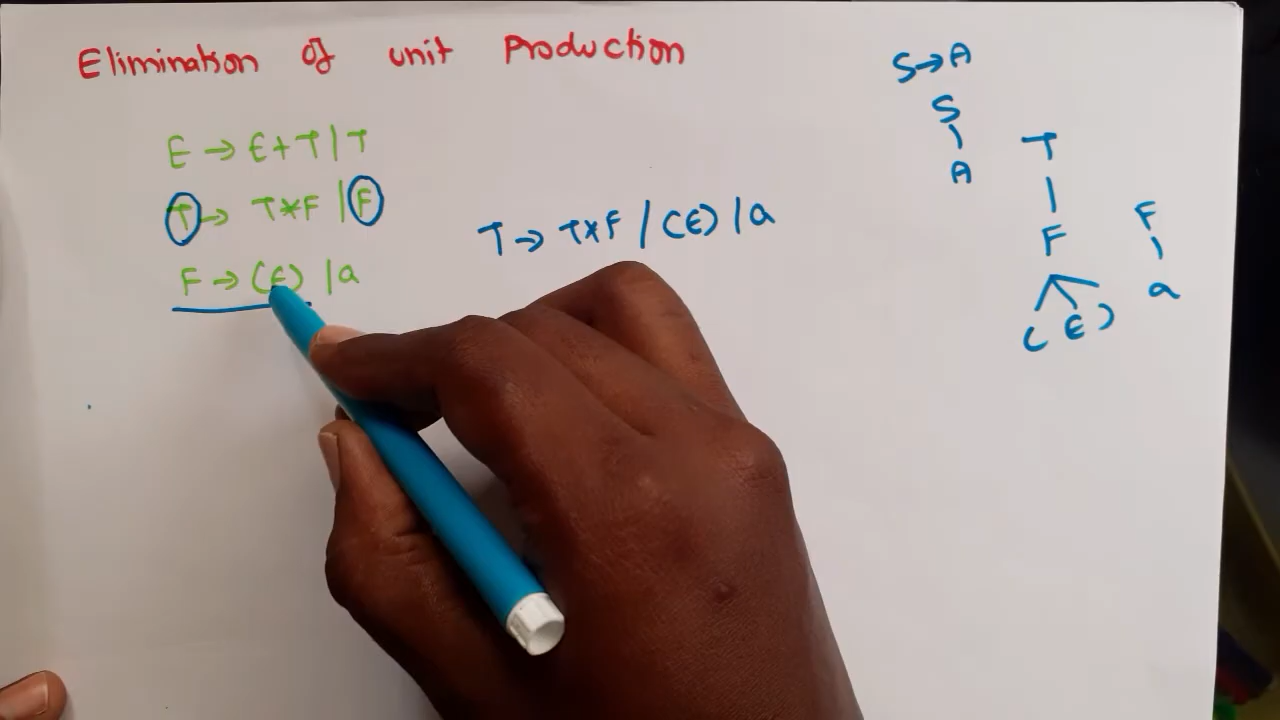 Elimination of unit Production
E → E+T | T
T → T*F | F
F → (E) | a
T → T*F / (E) / a
S → A
S
A
T
F
( E )
F
a